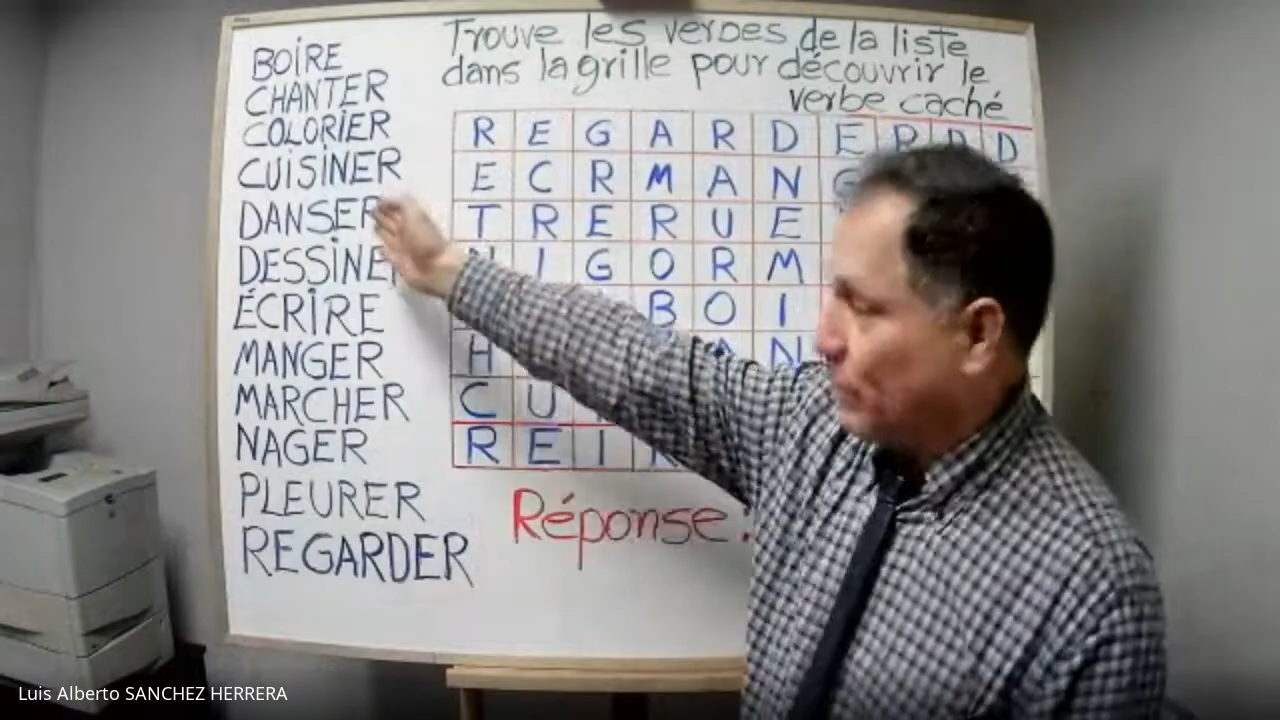 Trouve les verbes de la liste
dans la grille pour découvrir le
verbe caché
BOIRE
CHANTER
COLORIER
CUISINER
DANSER
DESSINER
ÉCRIRE
MANGER
MARCHER
NAGER
PLEURER
REGARDER
R E G A R D E R D D
E C R M A N G
T R E R U E
N I G O R M
B O I
H A N
C U
R E I R
Réponse.
Luis Alberto SANCHEZ HERRERA